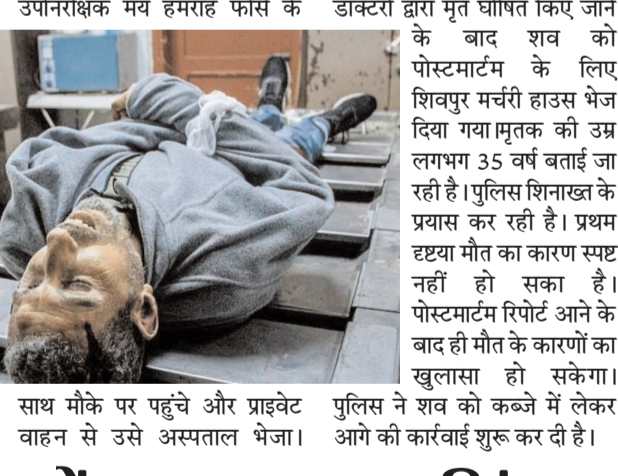 उपनिरीक्षक मय हमराह फोर्स के
साथ मौके पर पहुंचे और प्राइवेट
वाहन से उसे अस्पताल भेजा।
डाक्टरों द्वारा मृत घोषित किए जाने
के बाद शव को
पोस्टमार्टम के लिए
शिवपुर मर्चरी हाउस भेज
दिया गया।मृतक की उम्र
लगभग 35 वर्ष बताई जा
रही है। पुलिस शिनाख्त के
प्रयास कर रही है। प्रथम
दृष्टया मौत का कारण स्पष्ट
नहीं हो सका है।
पोस्टमार्टम रिपोर्ट आने के
बाद ही मौत के कारणों का
खुलासा हो सकेगा।
पुलिस ने शव को कब्जे में लेकर
आगे की कार्रवाई शुरू कर दी है।